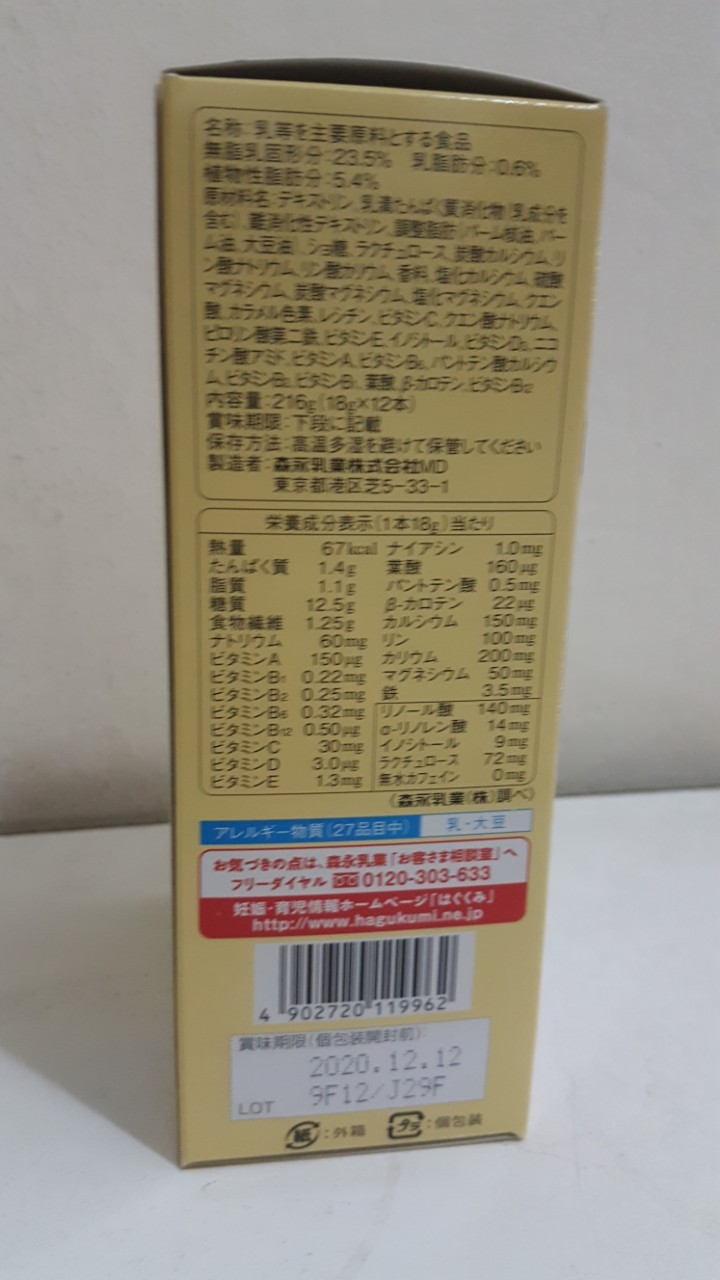 名称:乳等を主要原料とする食品
無脂乳固形分:23.5% 乳脂肪分:0.6%
植物性脂肪分:5.4%
原材料名:デキストリン、乳清たんぱく質消化物(乳成分を
含む)、難消化性デキストリン、調整脂肪(パーム核油、パー
ム油、大豆油)、ショ糖、ラクチュロース、炭酸カルシウム、リ
ン酸ナトリウム、リン酸カリウム、香料、塩化カルシウム、硫酸
マグネシウム、炭酸マグネシウム、塩化マグネシウム、クエン
酸、カラメル色素、レシチン、ビタミンC、クエン酸ナトリウム、
ピロリン酸第二鉄、ビタミンE、イノシトール、ビタミンD₃、ニコ
チン酸アミド、ビタミンA、ビタミンB₆、パントテン酸カルシウ
ム、ビタミンB₂、ビタミンB₁、葉酸、β-カロテン、ビタミンB₁₂
内容量:216g(18g×12本)
賞味期限:下段に記載
保存方法:高温多湿を避けて保管してください
製造者:森永乳業株式会社MD
東京都港区芝5-33-1
栄養成分表示(1本18g)当たり
熱量 67kcal ナイアシン 1.0mg
たんぱく質 1.4g 葉酸 160μg
脂質 1.1g パントテン酸 0.5mg
糖質 12.5g β-カロテン 22μg
食物繊維 1.25g カルシウム 150mg
ナトリウム 60mg リン 100mg
ビタミンA 150μg カリウム 200mg
ビタミンB₁ 0.22mg マグネシウム 50mg
ビタミンB₂ 0.25mg 鉄 3.5mg
ビタミンB₆ 0.32mg リノール酸 140mg
ビタミンB₁₂ 0.50μg α-リノレン酸 14mg
ビタミンC 30mg イノシトール 9mg
ビタミンD 3.0μg ラクチュロース 72mg
ビタミンE 1.3mg 無水カフェイン 0mg
(森永乳業(株)調べ)
アレルギー物質(27品目中) 乳・大豆
お気づきの点は、森永乳業「お客さま相談室」へ
フリーダイヤル 0120-303-633
妊娠・育児情報ホームページ「はぐくみ」
http://www.hagukumi.ne.jp
4 902720 119962
賞味期限(個包装開封前):
2020.12.12
9F12/J29F
LOT
紙:外箱 プラ:個包装